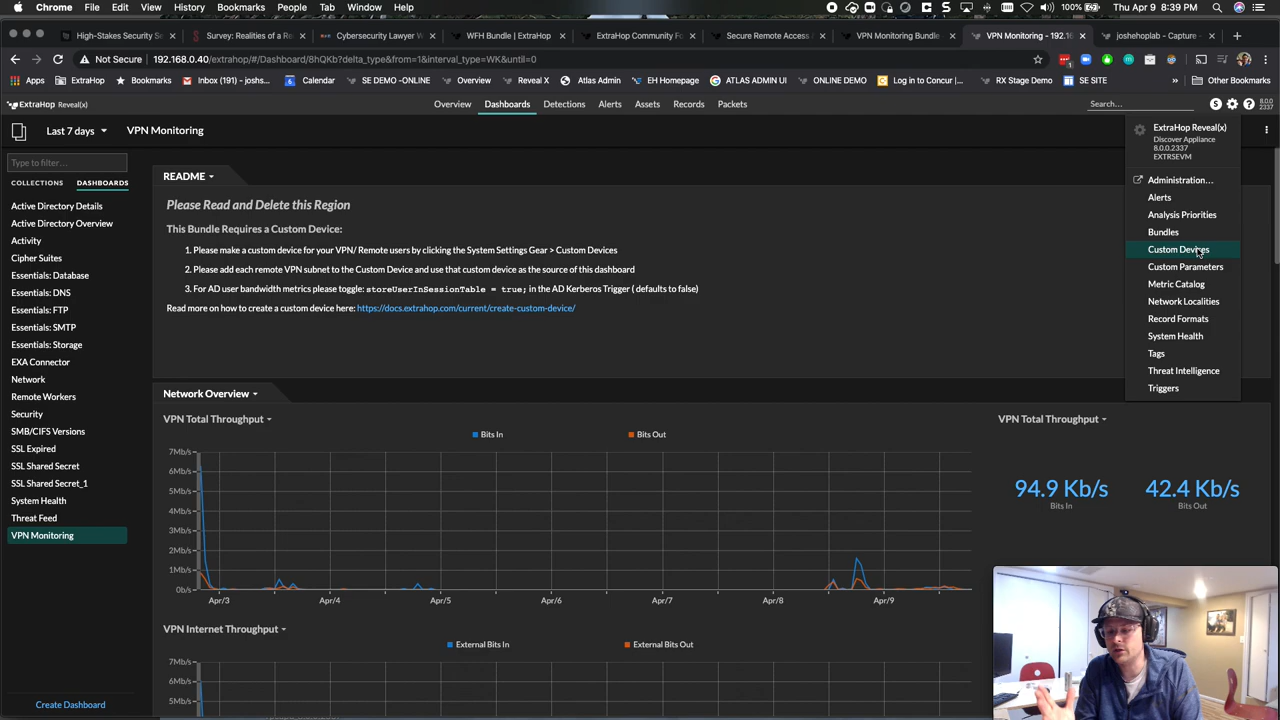 Chrome File Edit View History Bookmarks People Tab Window Help 100% Thu Apr 9 8:39 PM
High-Stakes Security Se Survey: Realities of a Re Cybersecurity Lawyer W WFH Bundle | ExtraHop ExtraHop Community Fo Secure Remote Access VPN Monitoring Bundle VPN Monitoring - 192.16 joshehoplab - Capture
Not Secure 192.168.0.40/extrahop/#/Dashboard/8hQKb?delta_type&from=1&interval_type=WK&until=0
Apps ExtraHop Bookmarks Inbox (191) - joshs... Calendar SE DEMO -ONLINE Overview Reveal X Atlas Admin EH Homepage ATLAS ADMIN UI ONLINE DEMO Log in to Concur |... RX Stage Demo SE SITE » Other Bookmarks
ExtraHop Reveal(x) Overview Dashboards Detections Alerts Assets Records Packets Search... S ? 8.0.0 2337
Last 7 days VPN Monitoring
ExtraHop Reveal(x)
Discover Appliance
8.0.0.2337
EXTRSEVM
Administration...
Alerts
Analysis Priorities
Bundles
Custom Devices
Custom Parameters
Metric Catalog
Network Localities
Record Formats
System Health
Tags
Threat Intelligence
Triggers
Type to filter...
COLLECTIONS DASHBOARDS
Active Directory Details
Active Directory Overview
Activity
Cipher Suites
Essentials: Database
Essentials: DNS
Essentials: FTP
Essentials: SMTP
Essentials: Storage
EXA Connector
Network
Remote Workers
Security
SMB/CIFS Versions
SSL Expired
SSL Shared Secret
SSL Shared Secret_1
System Health
Threat Feed
VPN Monitoring
Create Dashboard
README
Please Read and Delete this Region
This Bundle Requires a Custom Device:
1. Please make a custom device for your VPN/ Remote users by clicking the System Settings Gear > Custom Devices
2. Please add each remote VPN subnet to the Custom Device and use that custom device as the source of this dashboard
3. For AD user bandwidth metrics please toggle: storeUserInSessionTable = true; in the AD Kerberos Trigger ( defaults to false)
Read more on how to create a custom device here: https://docs.extrahop.com/current/create-custom-device/
Network Overview
VPN Total Throughput
Bits In Bits Out
7Mb/s
6Mb/s
5Mb/s
4Mb/s
3Mb/s
2Mb/s
1Mb/s
0b/s
Apr/3 Apr/4 Apr/5 Apr/6 Apr/7 Apr/8 Apr/9
VPN Total Throughput
94.9 Kb/s 42.4 Kb/s
Bits In Bits Out
VPN Internet Throughput
External Bits In External Bits Out
7Mb/s
6Mb/s
5Mb/s